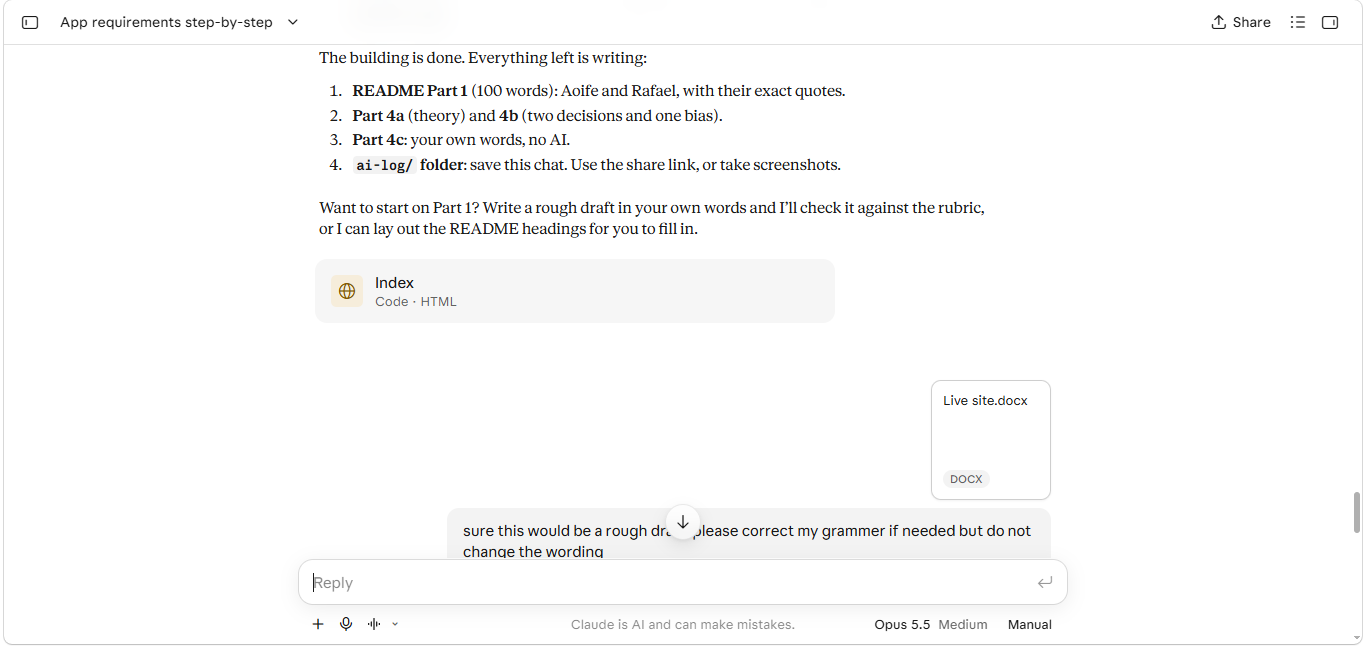 App requirements step-by-step
Share
The building is done. Everything left is writing:
1. README Part 1 (100 words): Aoife and Rafael, with their exact quotes.
2. Part 4a (theory) and 4b (two decisions and one bias).
3. Part 4c: your own words, no AI.
4. ai-log/ folder: save this chat. Use the share link, or take screenshots.
Want to start on Part 1? Write a rough draft in your own words and I'll check it against the rubric,
or I can lay out the README headings for you to fill in.
Index
Code · HTML
Live site.docx
DOCX
sure this would be a rough please correct my grammer if needed but do not
change the wording
Reply
Claude is AI and can make mistakes.
Opus 5.5 Medium
Manual